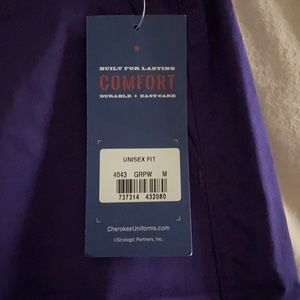 BUILT FOR LASTING
COMFORT
DURABLE • EASY-CARE
UNISEX FIT
4043 GRPW M
737314 432080
CherokeeUniforms.com
©Strategic Partners, Inc.